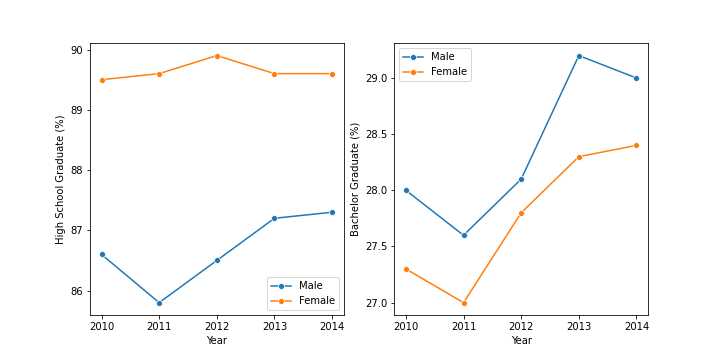 High School Graduate (%)
90
89
88
87
86
2010 2011 2012 2013 2014
Year
Male
Female
Bachelor Graduate (%)
29.0
28.5
28.0
27.5
27.0
2010 2011 2012 2013 2014
Year
Male
Female